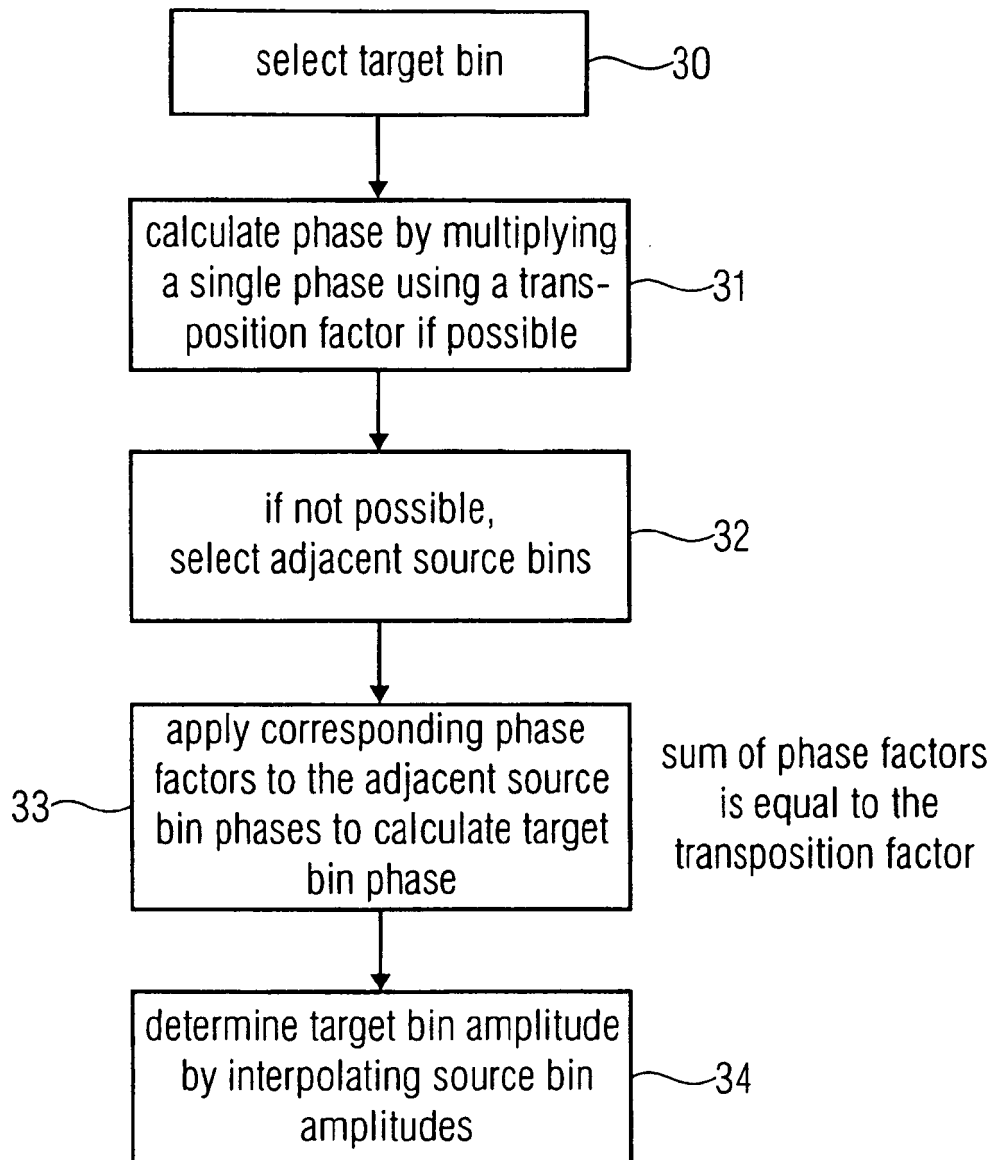 select target bin
30
calculate phase by multiplying
a single phase using a trans-
position factor if possible
31
if not possible,
select adjacent source bins
32
apply corresponding phase
factors to the adjacent source
bin phases to calculate target
bin phase
33
sum of phase factors
is equal to the
transposition factor
determine target bin amplitude
by interpolating source bin
amplitudes
34